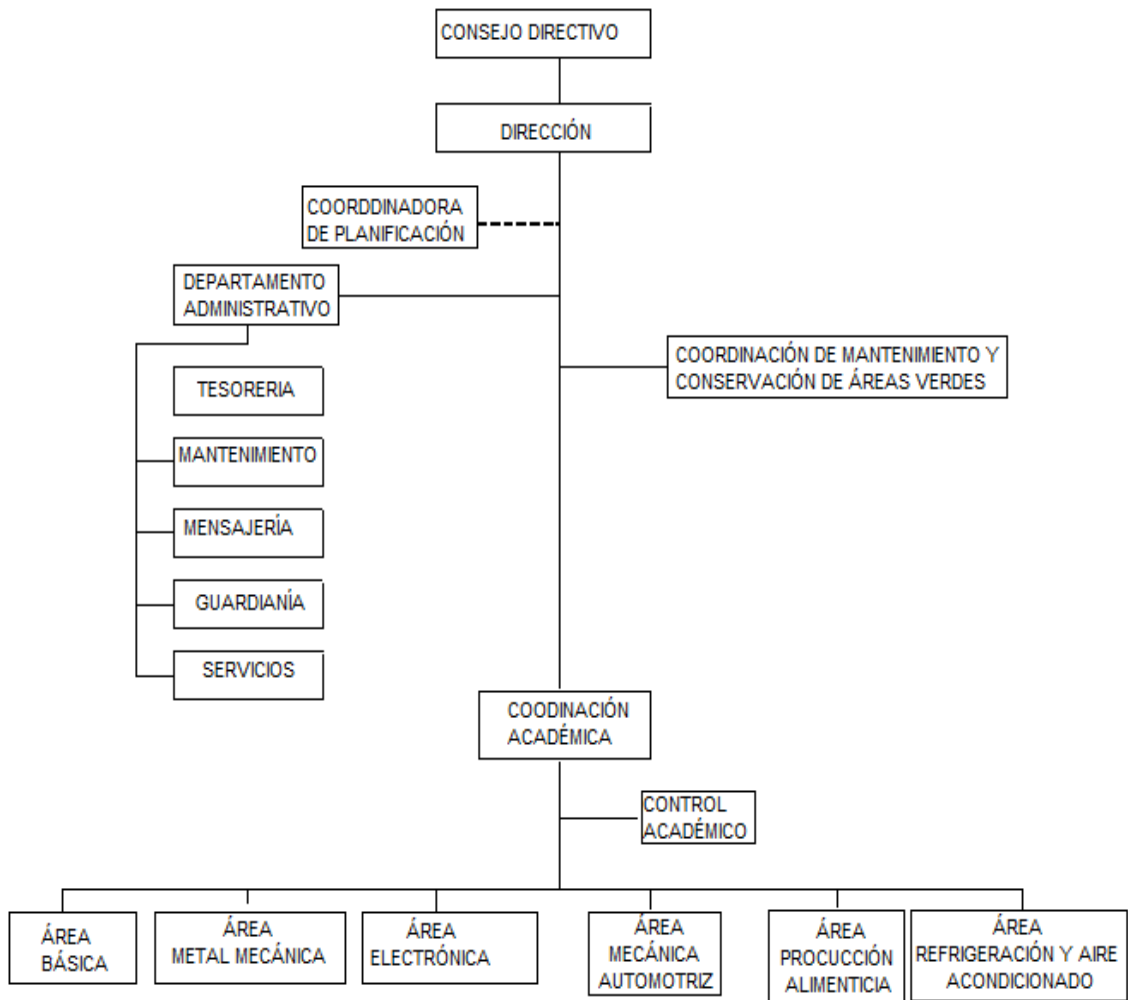 CONSEJO DIRECTIVO
DIRECCIÓN
COORDDINADORA
DE PLANIFICACIÓN
DEPARTAMENTO
ADMINISTRATIVO
COORDINACIÓN DE MANTENIMIENTO Y
CONSERVACIÓN DE ÁREAS VERDES
TESORERIA
MANTENIMIENTO
MENSAJERÍA
GUARDIANÍA
SERVICIOS
COODINACIÓN
ACADÉMICA
CONTROL
ACADÉMICO
ÁREA
BÁSICA
ÁREA
METAL MECÁNICA
ÁREA
ELECTRÓNICA
ÁREA
MECÁNICA
AUTOMOTRIZ
ÁREA
PROCUCCIÓN
ALIMENTICIA
ÁREA
REFRIGERACIÓN Y AIRE
ACONDICIONADO